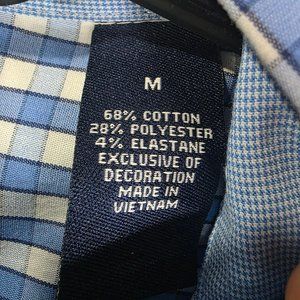 M
68% COTTON
28% POLYESTER
4% ELASTANE
EXCLUSIVE OF
DECORATION
MADE IN
VIETNAM